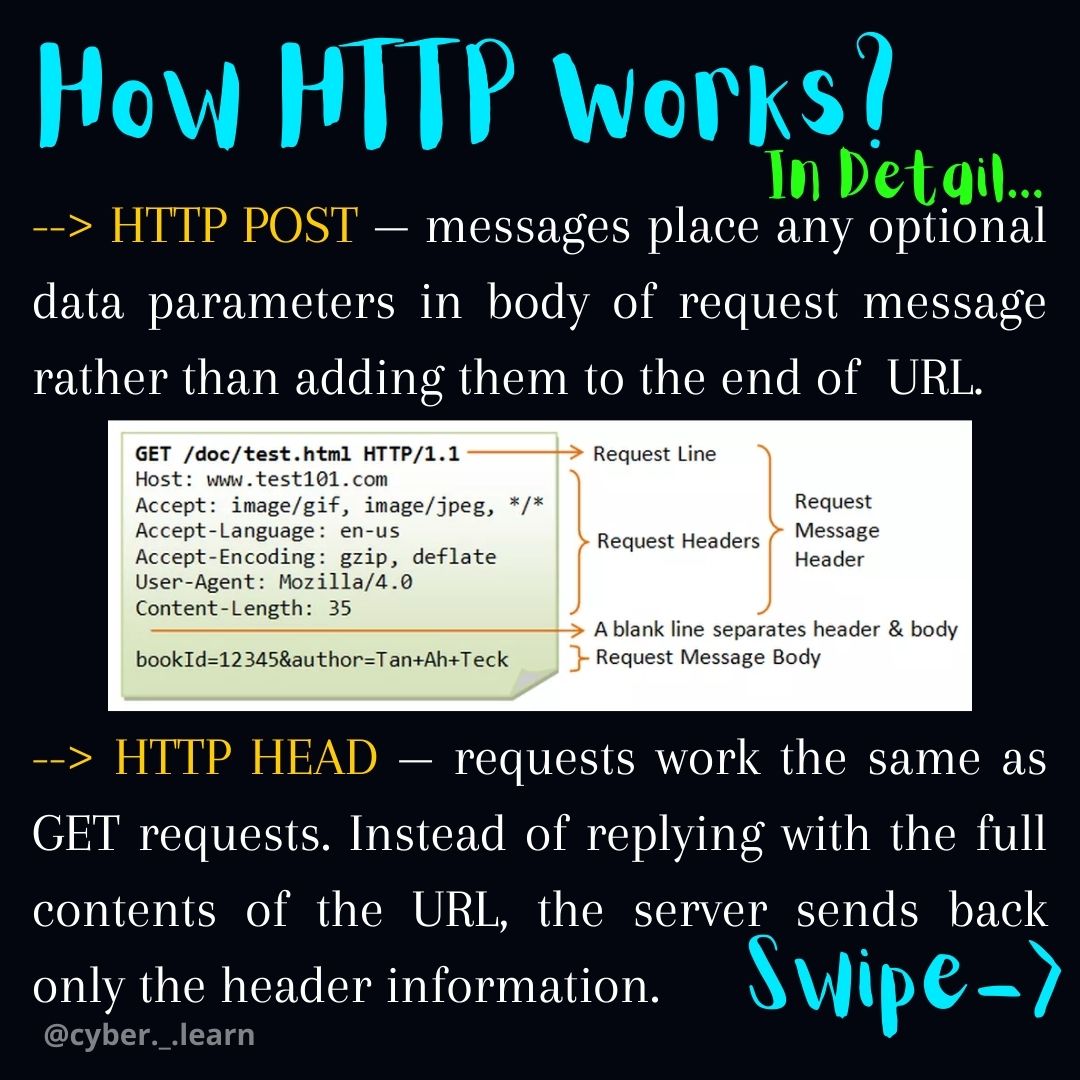 How HTTP Works?
In Detail...
--> HTTP POST — messages place any optional
data parameters in body of request message
rather than adding them to the end of URL.
GET /doc/test.html HTTP/1.1
Host: www.test101.com
Accept: image/gif, image/jpeg, */*
Accept-Language: en-us
Accept-Encoding: gzip, deflate
User-Agent: Mozilla/4.0
Content-Length: 35
bookId=12345&author=Tan+Ah+Teck
Request Line
Request Headers
Request
Message
Header
A blank line separates header & body
Request Message Body
--> HTTP HEAD — requests work the same as
GET requests. Instead of replying with the full
contents of the URL, the server sends back
only the header information.
Swipe->
@cyber._.learn